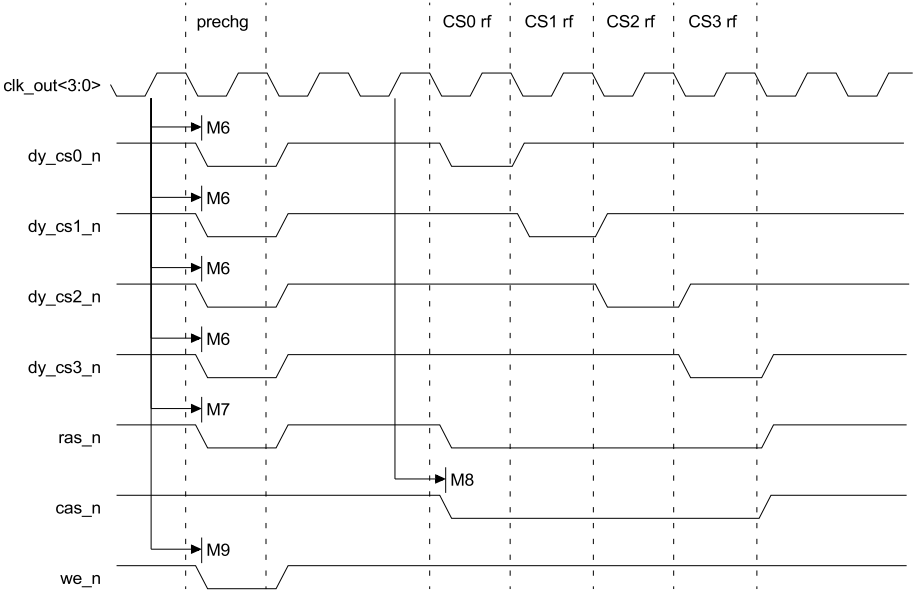 prechg CS0 rf CS1 rf CS2 rf CS3 rf
clk_out<3:0>
M6
dy_cs0_n
M6
dy_cs1_n
M6
dy_cs2_n
M6
dy_cs3_n
M7
ras_n
M8
cas_n
M9
we_n